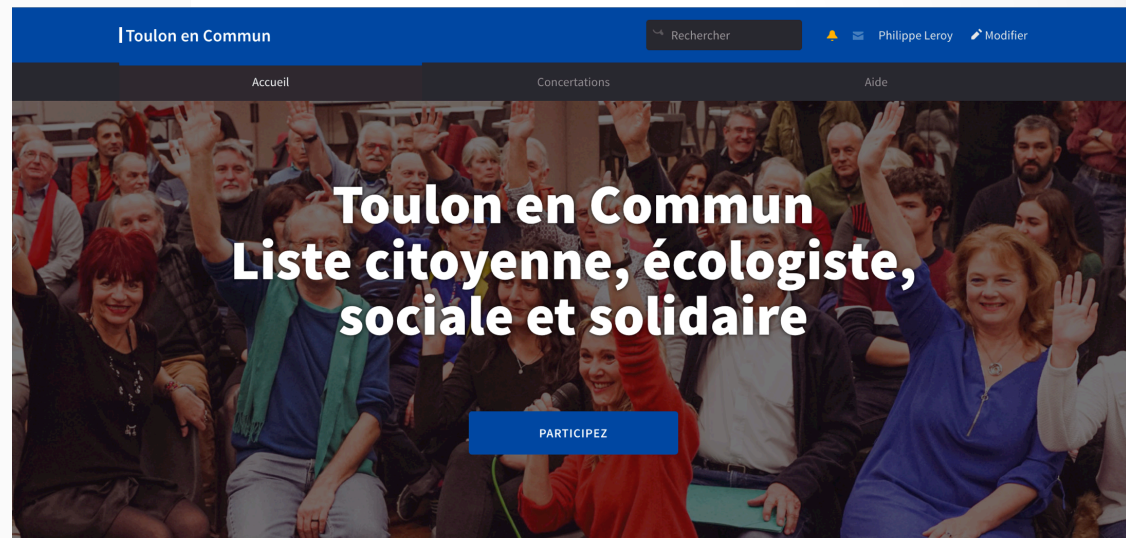 Toulon en Commun
Rechercher
Philippe Leroy
Modifier
Accueil
Concertations
Aide
Toulon en Commun
Liste citoyenne, écologiste,
sociale et solidaire
PARTICIPEZ